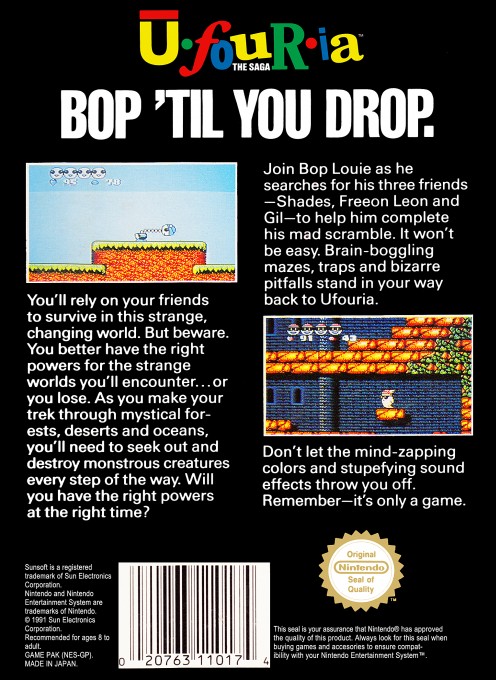 U•fouR•ia™
THE SAGA
BOP 'TIL YOU DROP.
Join Bop Louie as he
searches for his three friends
—Shades, Freeon Leon and
Gil—to help him complete
his mad scramble. It won't
be easy. Brain-boggling
mazes, traps and bizarre
pitfalls stand in your way
back to Ufouria.
You'll rely on your friends
to survive in this strange,
changing world. But beware.
You better have the right
powers for the strange
worlds you'll encounter...or
you lose. As you make your
trek through mystical for-
ests, deserts and oceans,
you'll need to seek out and
destroy monstrous creatures
every step of the way. Will
you have the right powers
at the right time?
Don't let the mind-zapping
colors and stupefying sound
effects throw you off.
Remember—it's only a game.
Sunsoft is a registered
trademark of Sun Electronics
Corporation.
Nintendo and Nintendo
Entertainment System are
trademarks of Nintendo.
© 1991 Sun Electronics
Corporation.
Recommended for ages 8 to
adult.
GAME PAK (NES-GP).
MADE IN JAPAN.
0 20763 11017 4
Original
Nintendo
Seal of
Quality
TM
This seal is your assurance that Nintendo® has approved
the quality of this product. Always look for this seal when
buying games and accesories to ensure compat-
ibility with your Nintendo Entertainment System™.